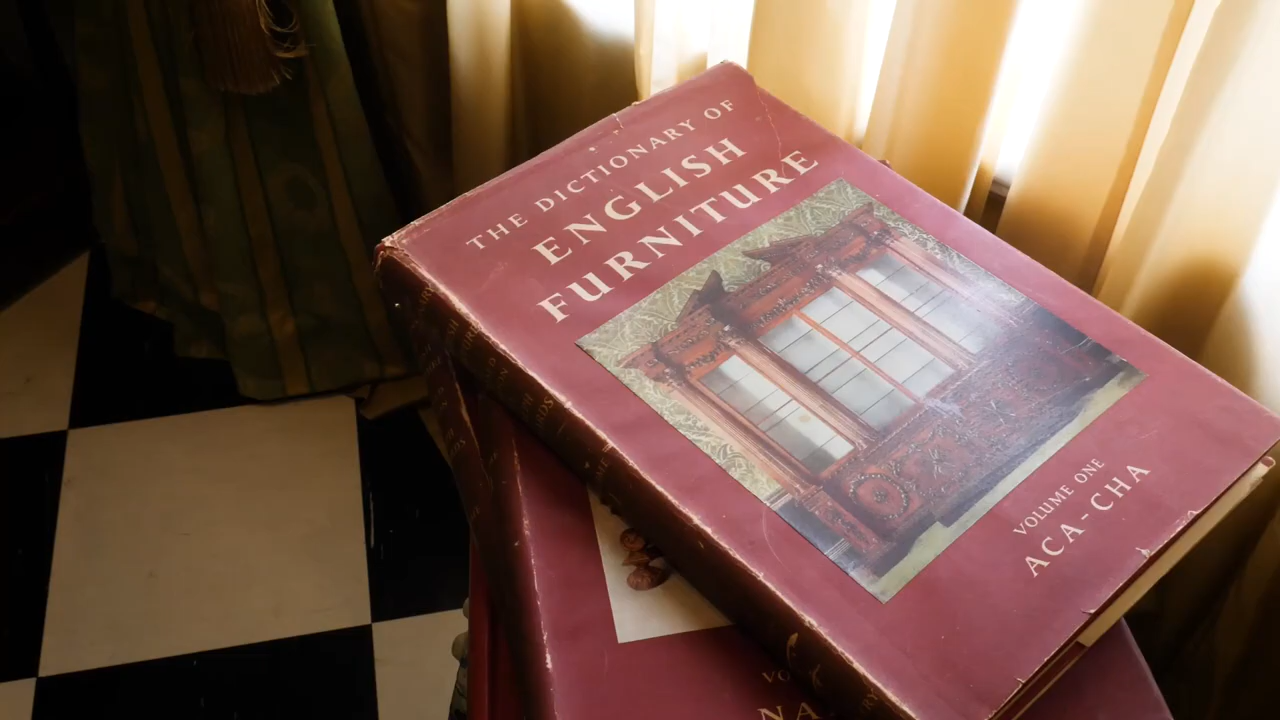 THE DICTIONARY OF
ENGLISH
FURNITURE
VOLUME ONE
ACA-CHA